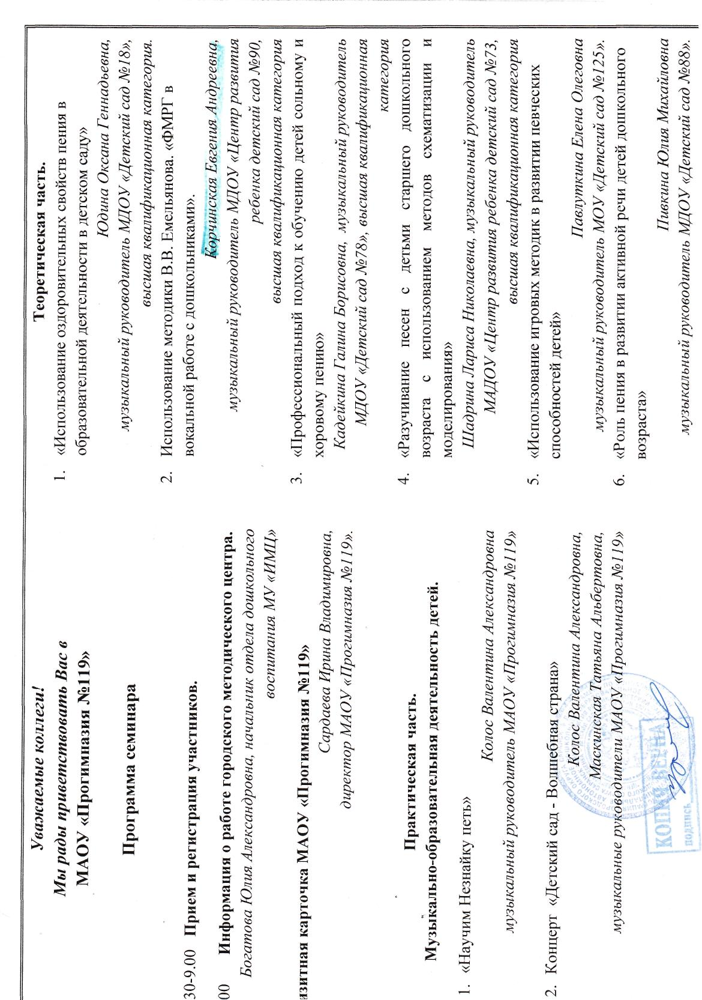 Уважаемые коллеги!
Мы рады приветствовать Вас в
МАОУ «Прогимназия №119»
Программа семинара
30-9.00 Прием и регистрация участников.
00 Информация о работе городского методического центра.
Богатова Юлия Александровна, начальник отдела дошкольного
воспитания МУ «ИМЦ»
изитная карточка МАОУ «Прогимназия №119»
Сардаева Ирина Владимировна,
директор МАОУ «Прогимназия №119».
Практическая часть.
Музыкально-образовательная деятельность детей.
1. «Научим Незнайку петь»
Колос Валентина Александровна
музыкальный руководитель МАОУ «Прогимназия №119»
2. Концерт «Детский сад - Волшебная страна»
Колос Валентина Александровна,
Маскинская Татьяна Альбертовна,
музыкальные руководители МАОУ «Прогимназия №119»
КОПИЯ ВЕРНА
подпись
Теоретическая часть.
1. «Использование оздоровительных свойств пения в
образовательной деятельности в детском саду»
Юдина Оксана Геннадьевна,
музыкальный руководитель МДОУ «Детский сад №18»,
высшая квалификационная категория.
2. Использование методики В.В. Емельянова. «ФМРГ в
вокальной работе с дошкольниками».
Корчинская Евгения Андреевна,
музыкальный руководитель МДОУ «Центр развития
ребенка детский сад №90,
высшая квалификационная категория
3. «Профессиональный подход к обучению детей сольному и
хоровому пению»
Кадейкина Галина Борисовна, музыкальный руководитель
МДОУ «Детский сад №78», высшая квалификационная
категория
4. «Разучивание песен с детьми старшего дошкольного
возраста с использованием методов схематизации и
моделирования»
Шадрина Лариса Николаевна, музыкальный руководитель
МАДОУ «Центр развития ребенка детский сад №73,
высшая квалификационная категория
5. «Использование игровых методик в развитии певческих
способностей детей»
Павлуткина Елена Олеговна
музыкальный руководитель МОУ «Детский сад №125».
6. «Роль пения в развитии активной речи детей дошкольного
возраста»
Пивкина Юлия Михайловна
музыкальный руководитель МДОУ «Детский сад №88».